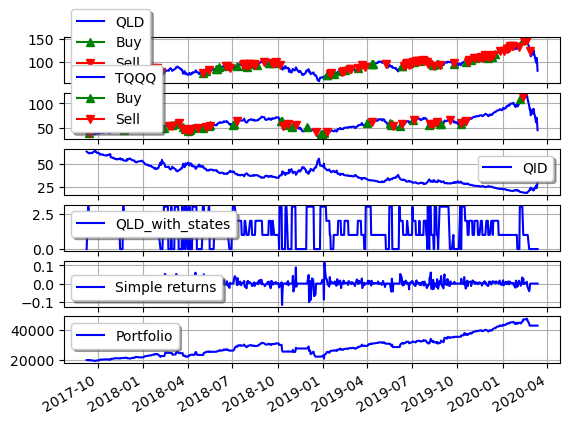 QLD
Buy
Sell
150
100
TQQQ
Buy
Sell
100
50
QID
50
25
QLD_with_states
2.5
0.0
Simple returns
0.1
0.0
−0.1
Portfolio
40000
20000
2017-10
2018-01
2018-04
2018-07
2018-10
2019-01
2019-04
2019-07
2019-10
2020-01
2020-04